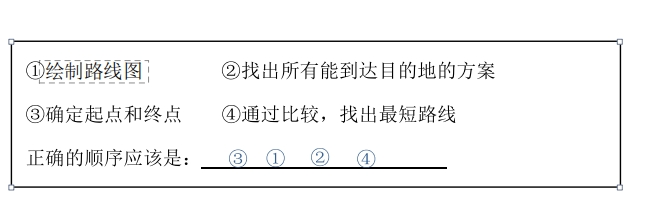 ①绘制路线图 ②找出所有能到达目的地的方案
③确定起点和终点 ④通过比较，找出最短路线
正确的顺序应该是：③ ① ② ④